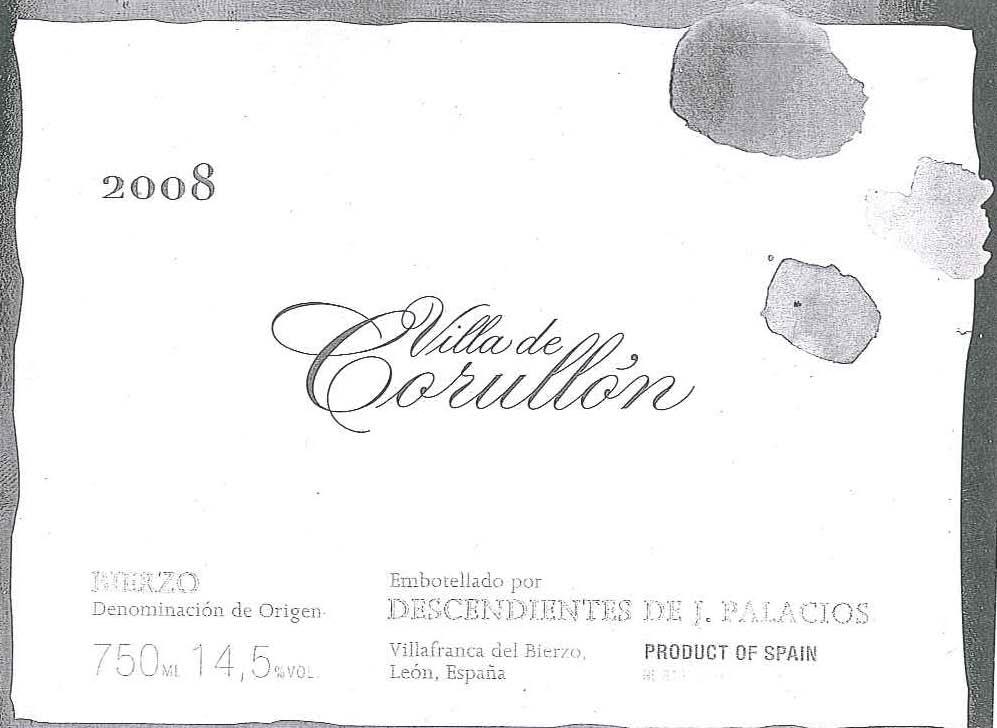 2008
Villa de
Corullón
BIERZO
Denominación de Origen
750ML 14,5%VOL.
Embotellado por
DESCENDIENTES DE J. PALACIOS
Villafranca del Bierzo,
León, España
PRODUCT OF SPAIN